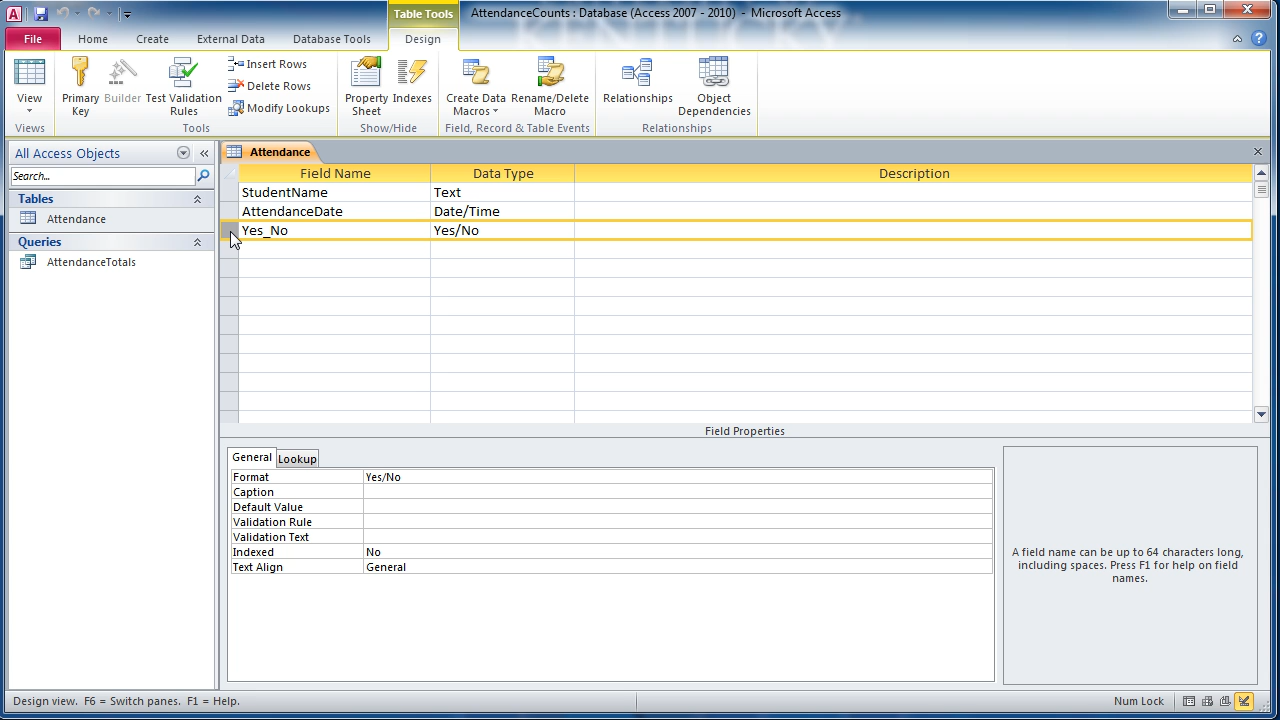 Table Tools
AttendanceCounts : Database (Access 2007 - 2010) - Microsoft Access
File
Home
Create
External Data
Database Tools
Design
View
Primary Key
Builder
Test Validation Rules
Insert Rows
Delete Rows
Modify Lookups
Property Sheet
Indexes
Create Data Macros
Rename/Delete Macro
Relationships
Object Dependencies
Views
Tools
Show/Hide
Field, Record & Table Events
Relationships
All Access Objects
Search...
Tables
Attendance
Queries
AttendanceTotals
Attendance
Field Name Data Type Description
StudentName Text
AttendanceDate Date/Time
Yes_No Yes/No
Field Properties
General Lookup
Format Yes/No
Caption
Default Value
Validation Rule
Validation Text
Indexed No
Text Align General
A field name can be up to 64 characters long,
including spaces. Press F1 for help on field
names.
Design view. F6 = Switch panes. F1 = Help.
Num Lock